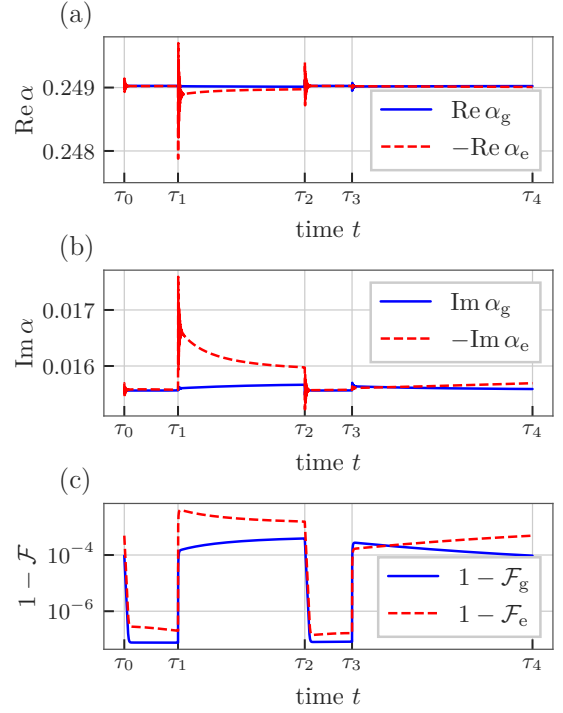 (a)
0.249
0.248
Re α
Re α_g
−Re α_e
τ_0 τ_1 τ_2 τ_3 τ_4
time t
(b)
0.017
0.016
Im α
Im α_g
−Im α_e
τ_0 τ_1 τ_2 τ_3 τ_4
time t
(c)
10^{−4}
10^{−6}
1 − ℱ
1 − ℱ_g
1 − ℱ_e
τ_0 τ_1 τ_2 τ_3 τ_4
time t